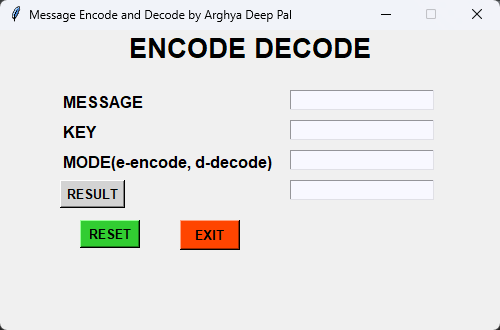 Message Encode and Decode by Arghya Deep Pal
ENCODE DECODE
MESSAGE
KEY
MODE(e-encode, d-decode)
RESULT
RESET EXIT